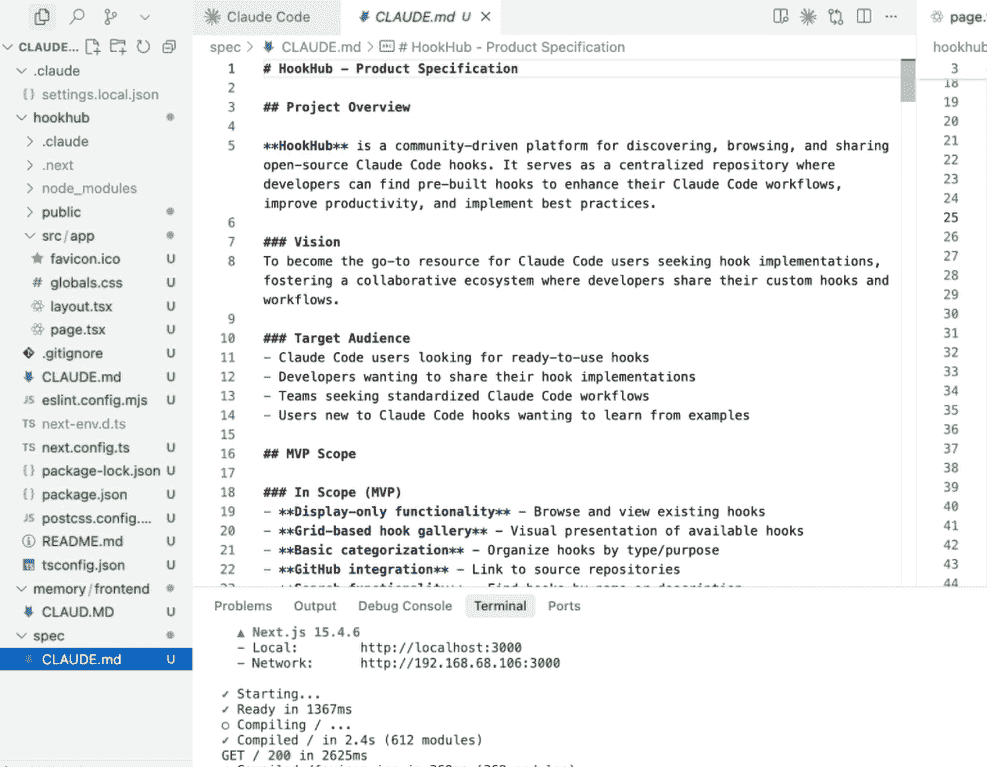 Claude Code
CLAUDE.md U
page.
CLAUDE...
.claude
settings.local.json
hookhub
.claude
.next
node_modules
public
src/app
favicon.ico U
globals.css U
layout.tsx U
page.tsx U
.gitignore U
CLAUDE.md U
JS eslint.config.mjs U
TS next-env.d.ts
TS next.config.ts U
package-lock.json U
package.json U
JS postcss.config.... U
README.md U
tsconfig.json U
memory/frontend
CLAUD.MD U
spec
CLAUDE.md U
spec > CLAUDE.md > # HookHub - Product Specification
1 # HookHub – Product Specification
2
3 ## Project Overview
4
5 **HookHub** is a community-driven platform for discovering, browsing, and sharing
open-source Claude Code hooks. It serves as a centralized repository where
developers can find pre-built hooks to enhance their Claude Code workflows,
improve productivity, and implement best practices.
6
7 ### Vision
8 To become the go-to resource for Claude Code users seeking hook implementations,
fostering a collaborative ecosystem where developers share their custom hooks and
workflows.
9
10 ### Target Audience
11 - Claude Code users looking for ready-to-use hooks
12 - Developers wanting to share their hook implementations
13 - Teams seeking standardized Claude Code workflows
14 - Users new to Claude Code hooks wanting to learn from examples
15
16 ## MVP Scope
17
18 ### In Scope (MVP)
19 - **Display-only functionality** – Browse and view existing hooks
20 - **Grid-based hook gallery** – Visual presentation of available hooks
21 - **Basic categorization** – Organize hooks by type/purpose
22 - **GitHub integration** – Link to source repositories
23 - **Search functionality** – Find hooks by name or description
hookhub
3
18
19
20
21
22
23
24
25
26
27
28
29
30
31
32
33
34
35
36
37
38
39
40
41
42
43
44
Problems Output Debug Console Terminal Ports
▲ Next.js 15.4.6
- Local: http://localhost:3000
- Network: http://192.168.68.106:3000
✓ Starting...
✓ Ready in 1367ms
○ Compiling / ...
✓ Compiled / in 2.4s (612 modules)
GET / 200 in 2625ms